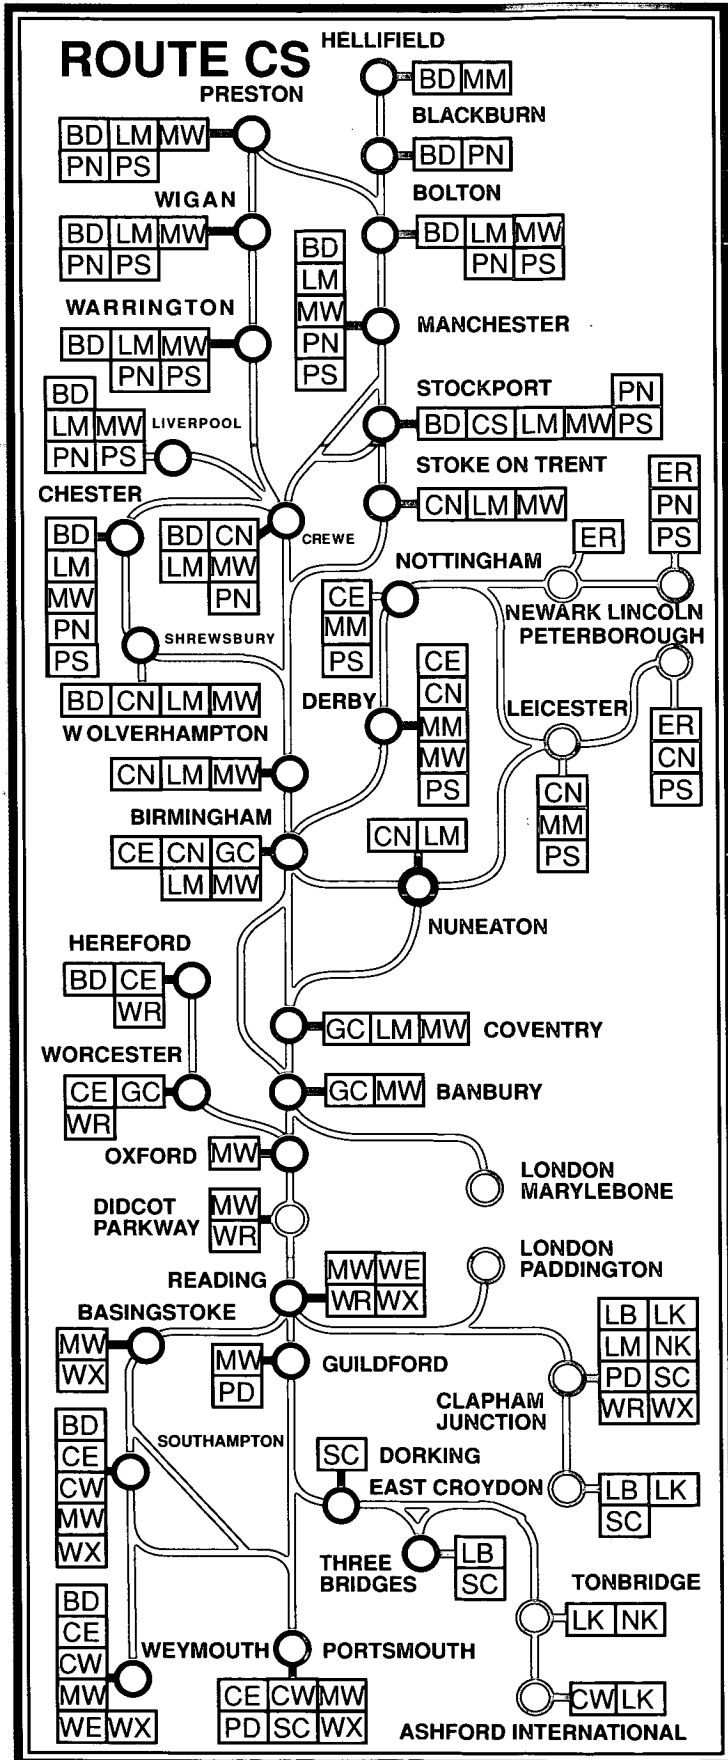 ROUTE CS
HELLIFIELD
BD MM
PRESTON
BD LM MW
PN PS
BLACKBURN
BD PN
WIGAN
BD LM MW
PN PS
BOLTON
BD LM MW
PN PS
WARRINGTON
BD LM MW
PN PS
BD
LM
MW
PN
PS
MANCHESTER
STOCKPORT
PN
BD CS LM MW PS
LIVERPOOL
BD
LM MW
PN PS
STOKE ON TRENT
CN LM MW
CHESTER
BD
LM
MW
PN
PS
CREWE
BD CN
LM MW
PN
NOTTINGHAM
CE
MM
PS
ER
ER
PN
PS
NEWARK LINCOLN
PETERBOROUGH
ER
CN
PS
SHREWSBURY
BD CN LM MW
DERBY
CE
CN
MM
MW
PS
LEICESTER
CN
MM
PS
WOLVERHAMPTON
CN LM MW
BIRMINGHAM
CE CN GC
LM MW
CN LM
NUNEATON
HEREFORD
BD CE
WR
GC LM MW
COVENTRY
WORCESTER
CE GC
WR
GC MW
BANBURY
OXFORD
MW
LONDON
MARYLEBONE
DIDCOT
PARKWAY
MW
WR
LONDON
PADDINGTON
READING
MW WE
WR WX
BASINGSTOKE
MW
WX
MW
PD
GUILDFORD
CLAPHAM
JUNCTION
LB LK
LM NK
PD SC
WR WX
SOUTHAMPTON
BD
CE
CW
MW
WX
SC
DORKING
EAST CROYDON
LB LK
SC
THREE
BRIDGES
LB
SC
TONBRIDGE
LK NK
WEYMOUTH
BD
CE
CW
MW
WE WX
PORTSMOUTH
CE CW MW
PD SC WX
CW LK
ASHFORD INTERNATIONAL